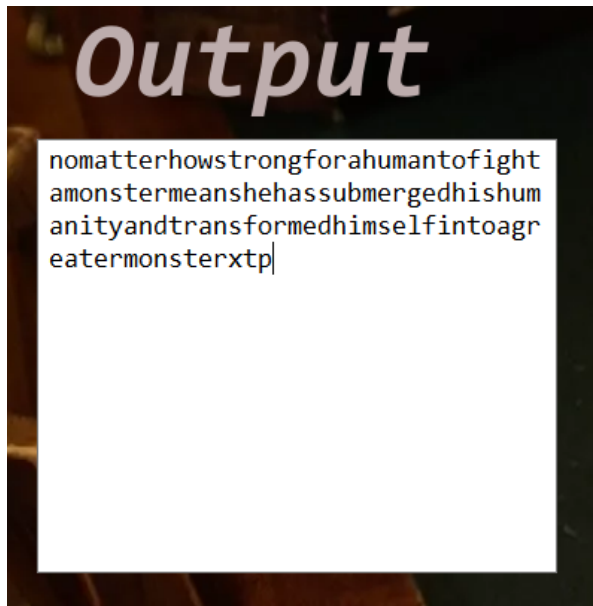 Output
nomatterhowstrongforahumantofight
amonstermeanshehassubmergedhishum
anityandtransformedhimselfintoagr
eatermonsterxtp